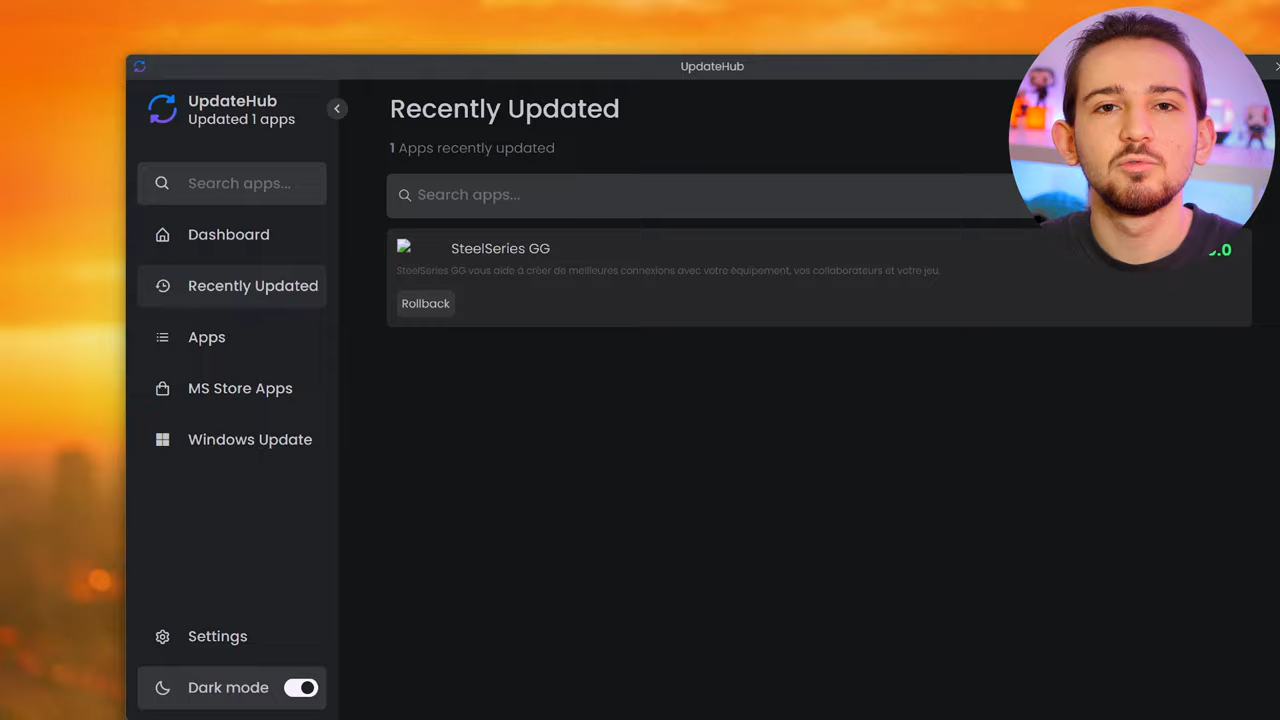 UpdateHub
UpdateHub
Updated 1 apps
Search apps...
Dashboard
Recently Updated
Apps
MS Store Apps
Windows Update
Settings
Dark mode
Recently Updated
1 Apps recently updated
Search apps...
SteelSeries GG
.0
SteelSeries GG vous aide à créer de meilleures connexions avec votre équipement, vos collaborateurs et votre jeu.
Rollback